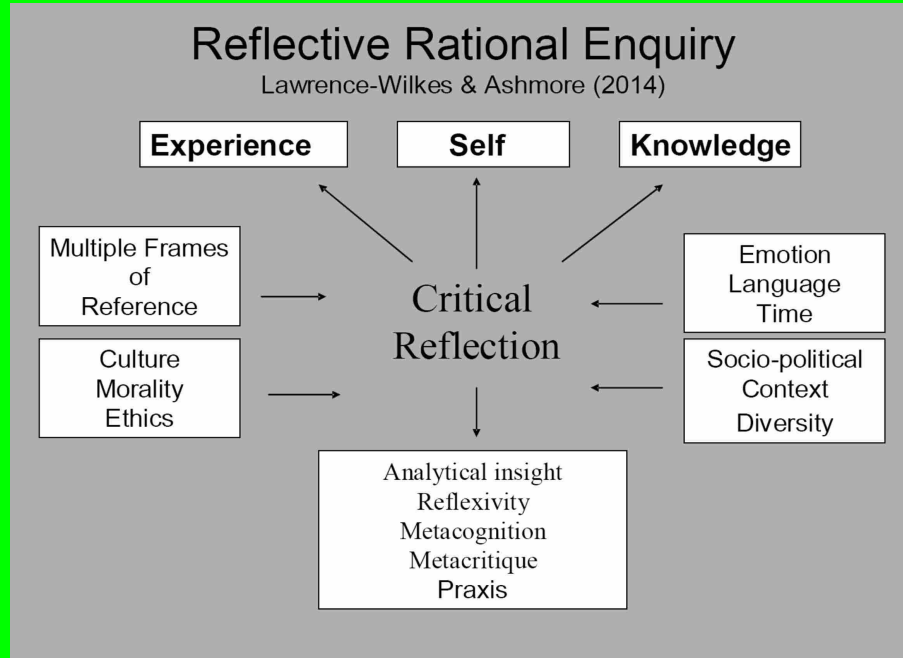 Reflective Rational Enquiry
Lawrence-Wilkes & Ashmore (2014)
Experience
Self
Knowledge
Multiple Frames
of
Reference
Culture
Morality
Ethics
Critical
Reflection
Emotion
Language
Time
Socio-political
Context
Diversity
Analytical insight
Reflexivity
Metacognition
Metacritique
Praxis